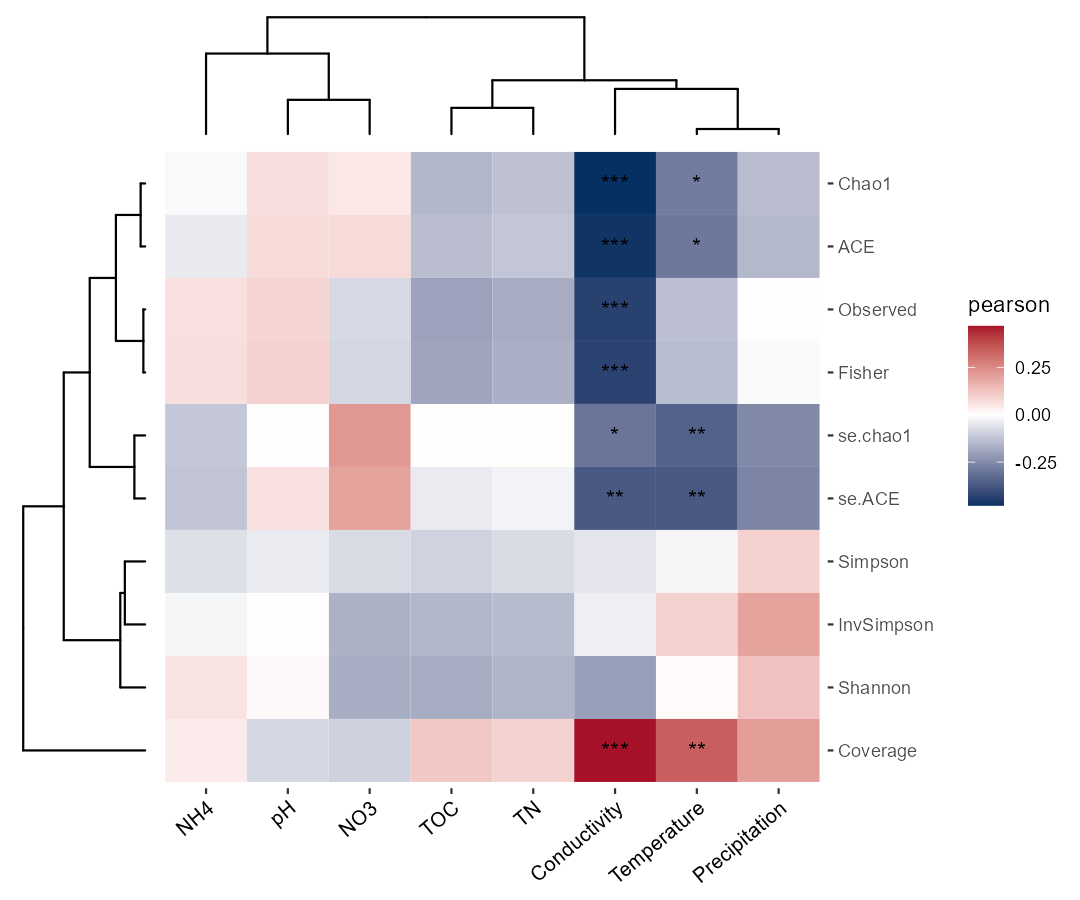 *** * Chao1
*** * ACE
pearson
*** Observed
0.25
*** Fisher
0.00
* ** se.chao1
-0.25
** ** se.ACE
Simpson
InvSimpson
Shannon
*** ** Coverage
NH4
pH
NO3
TOC
TN
Conductivity
Temperature
Precipitation